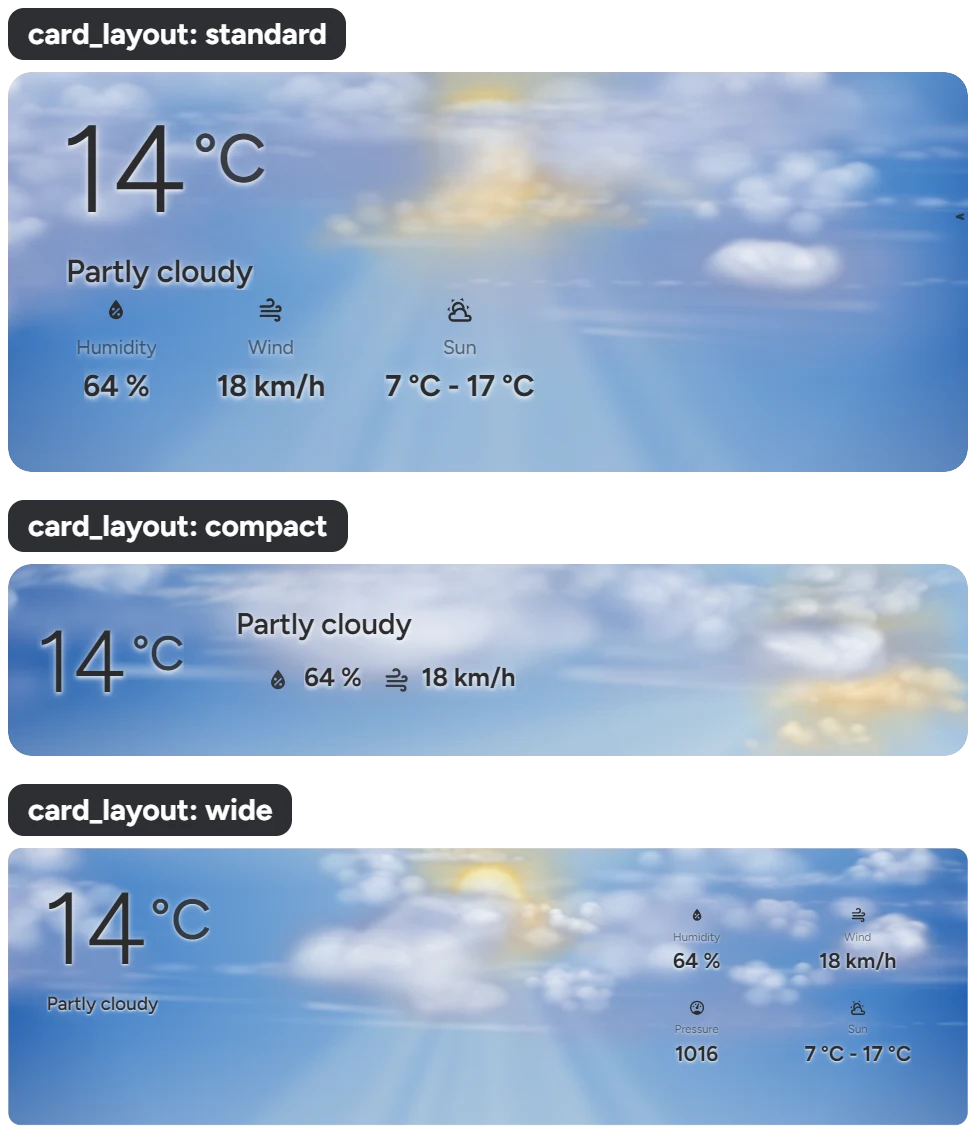 card_layout: standard
14 °C
Partly cloudy
Humidity Wind Sun
64 % 18 km/h 7 °C - 17 °C
card_layout: compact
14 °C
Partly cloudy
64 % 18 km/h
card_layout: wide
14 °C
Partly cloudy
Humidity Wind
64 % 18 km/h
Pressure Sun
1016 7 °C - 17 °C